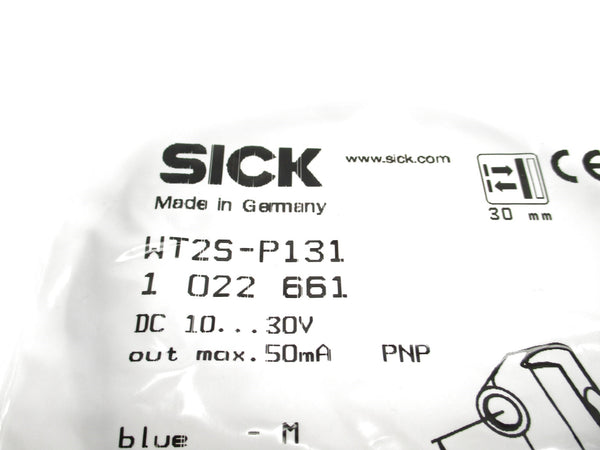 SICK www.sick.com CE
Made in Germany
30 mm
WT2S-P131
1 022 661
DC 10...30V
out max.50mA PNP
blue - M